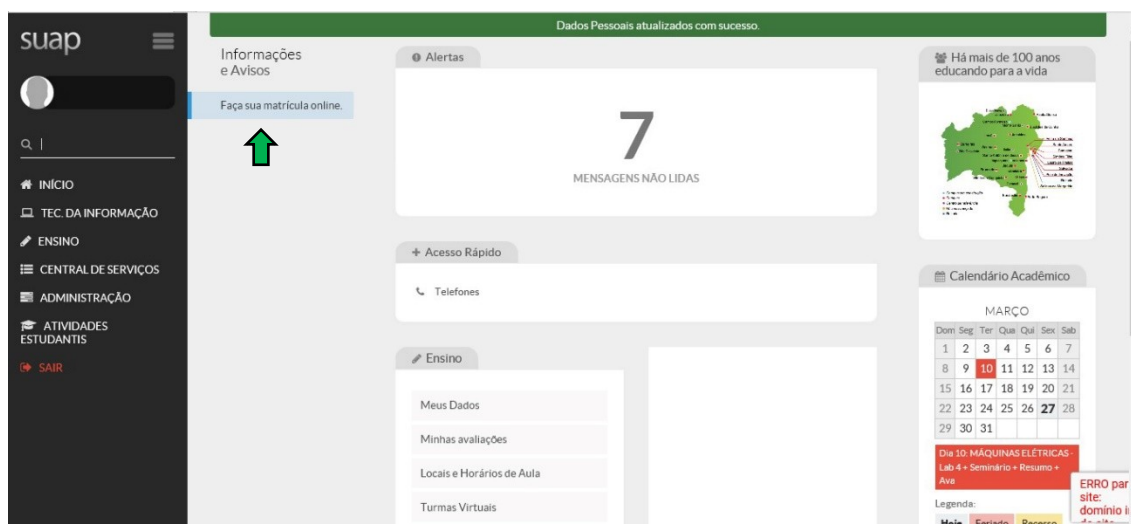 suap
INÍCIO
TEC. DA INFORMAÇÃO
ENSINO
CENTRAL DE SERVIÇOS
ADMINISTRAÇÃO
ATIVIDADES
ESTUDANTIS
SAIR
Dados Pessoais atualizados com sucesso.
Informações
e Avisos
Faça sua matrícula online.
Alertas
7
MENSAGENS NÃO LIDAS
Acesso Rápido
Telefones
Ensino
Meus Dados
Minhas avaliações
Locais e Horários de Aula
Turmas Virtuais
Há mais de 100 anos
educando para a vida
Calendário Acadêmico
MARÇO
Dom Seg Ter Qua Qui Sex Sab
1 2 3 4 5 6 7
8 9 10 11 12 13 14
15 16 17 18 19 20 21
22 23 24 25 26 27 28
29 30 31
Dia 10: MÁQUINAS ELÉTRICAS -
Lab 4 + Seminário + Resumo +
Ava
Legenda:
Hoje Feriado Recesso
ERRO par
site:
domínio i
do site